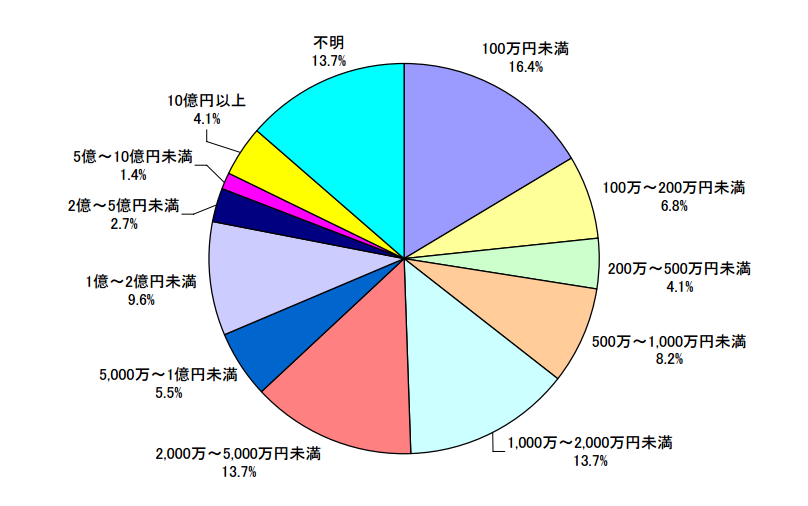 100万円未満
16.4%
100万～200万円未満
6.8%
200万～500万円未満
4.1%
500万～1,000万円未満
8.2%
1,000万～2,000万円未満
13.7%
2,000万～5,000万円未満
13.7%
5,000万～1億円未満
5.5%
1億～2億円未満
9.6%
2億～5億円未満
2.7%
5億～10億円未満
1.4%
10億円以上
4.1%
不明
13.7%